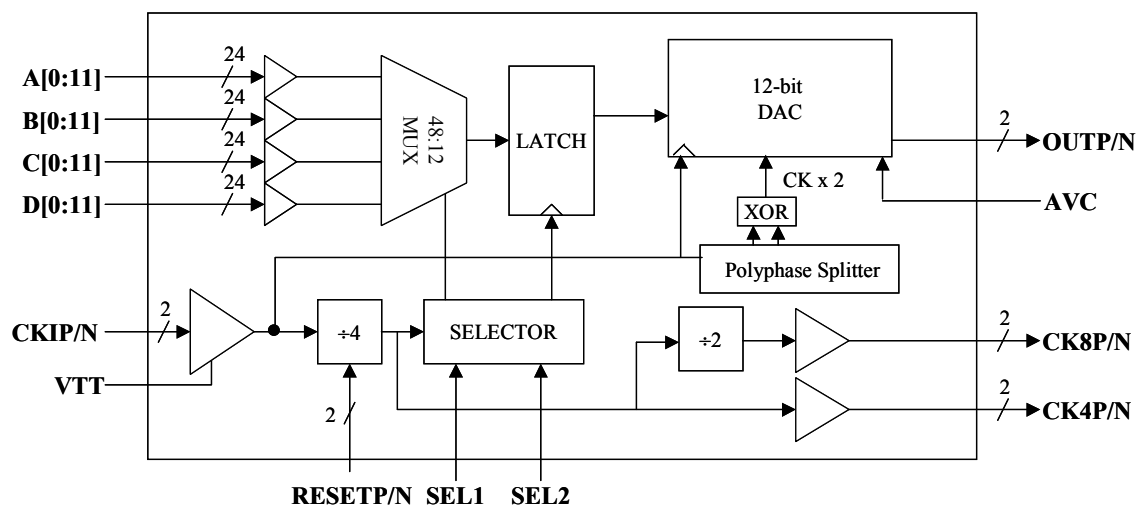 A[0:11]
24
B[0:11]
24
C[0:11]
24
D[0:11]
24
48:12
MUX
LATCH
12-bit
DAC
2
OUTP/N
CK x 2
AVC
XOR
Polyphase Splitter
CKIP/N
2
÷4
SELECTOR
÷2
2
CK8P/N
VTT
2
2
CK4P/N
RESETP/N
SEL1
SEL2